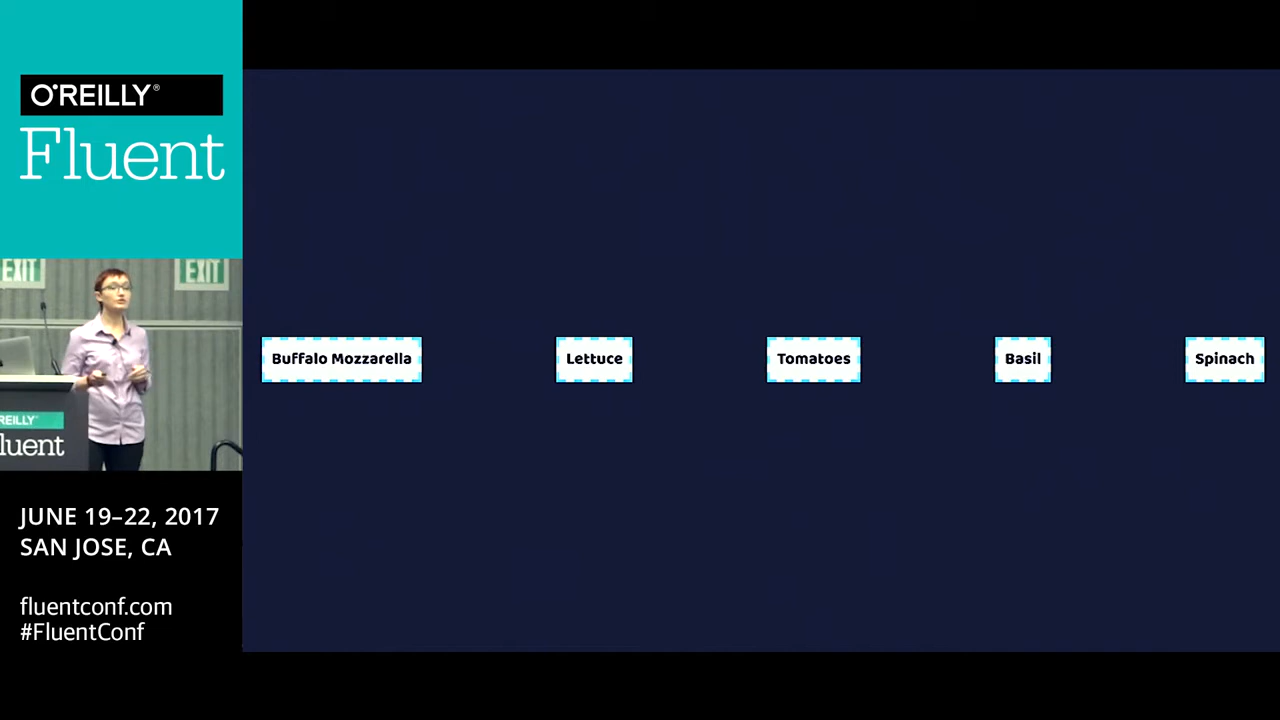 O'REILLY®
Fluent
EXIT
EXIT
REILLY
luent
JUNE 19–22, 2017
SAN JOSE, CA
fluentconf.com
#FluentConf
Buffalo Mozzarella
Lettuce
Tomatoes
Basil
Spinach